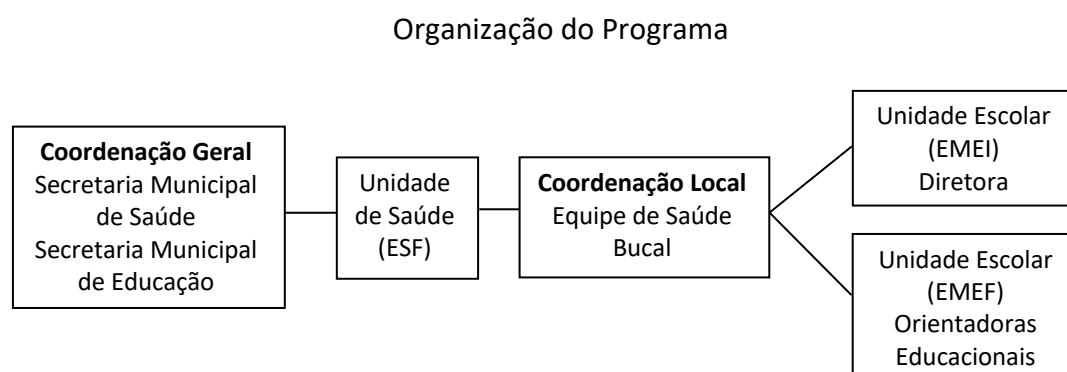 Organização do Programa
Coordenação Geral
Secretaria Municipal
de Saúde
Secretaria Municipal
de Educação
Unidade
de Saúde
(ESF)
Coordenação Local
Equipe de Saúde
Bucal
Unidade Escolar
(EMEI)
Diretora
Unidade Escolar
(EMEF)
Orientadoras
Educacionais